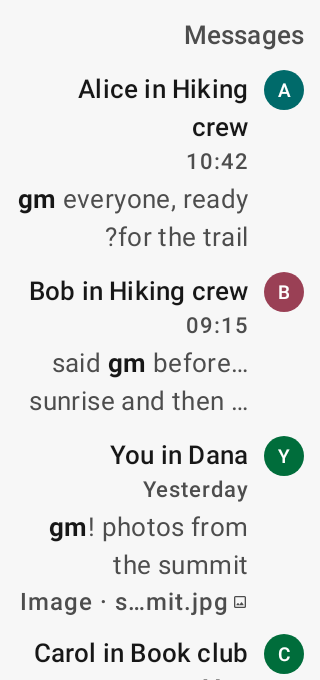 Messages
A
Alice in Hiking
crew
10:42
gm everyone, ready
?for the trail
B
Bob in Hiking crew
09:15
said gm before…
sunrise and then …
Y
You in Dana
Yesterday
gm! photos from
the summit
Image · s…mit.jpg
C
Carol in Book club